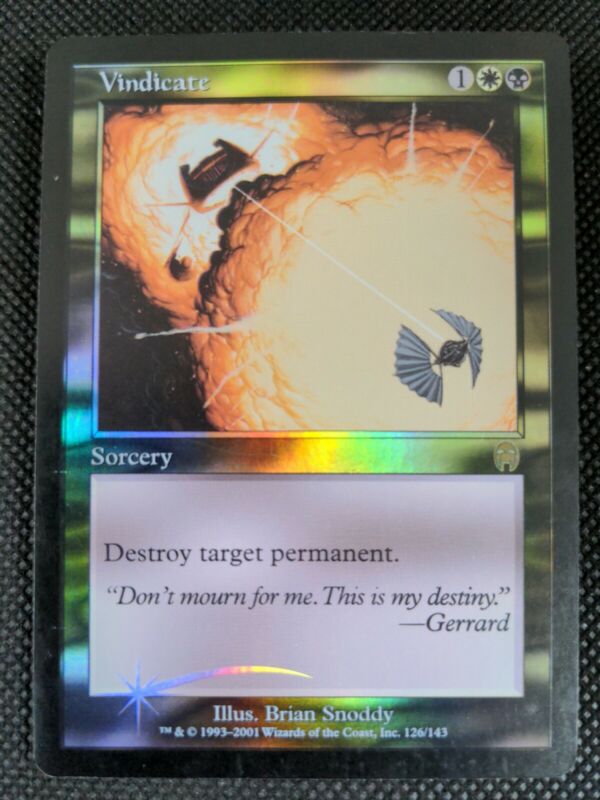 Vindicate 1
Sorcery
Destroy target permanent.
“Don’t mourn for me. This is my destiny.”
—Gerrard
Illus. Brian Snoddy
™ & © 1993–2001 Wizards of the Coast, Inc. 126/143